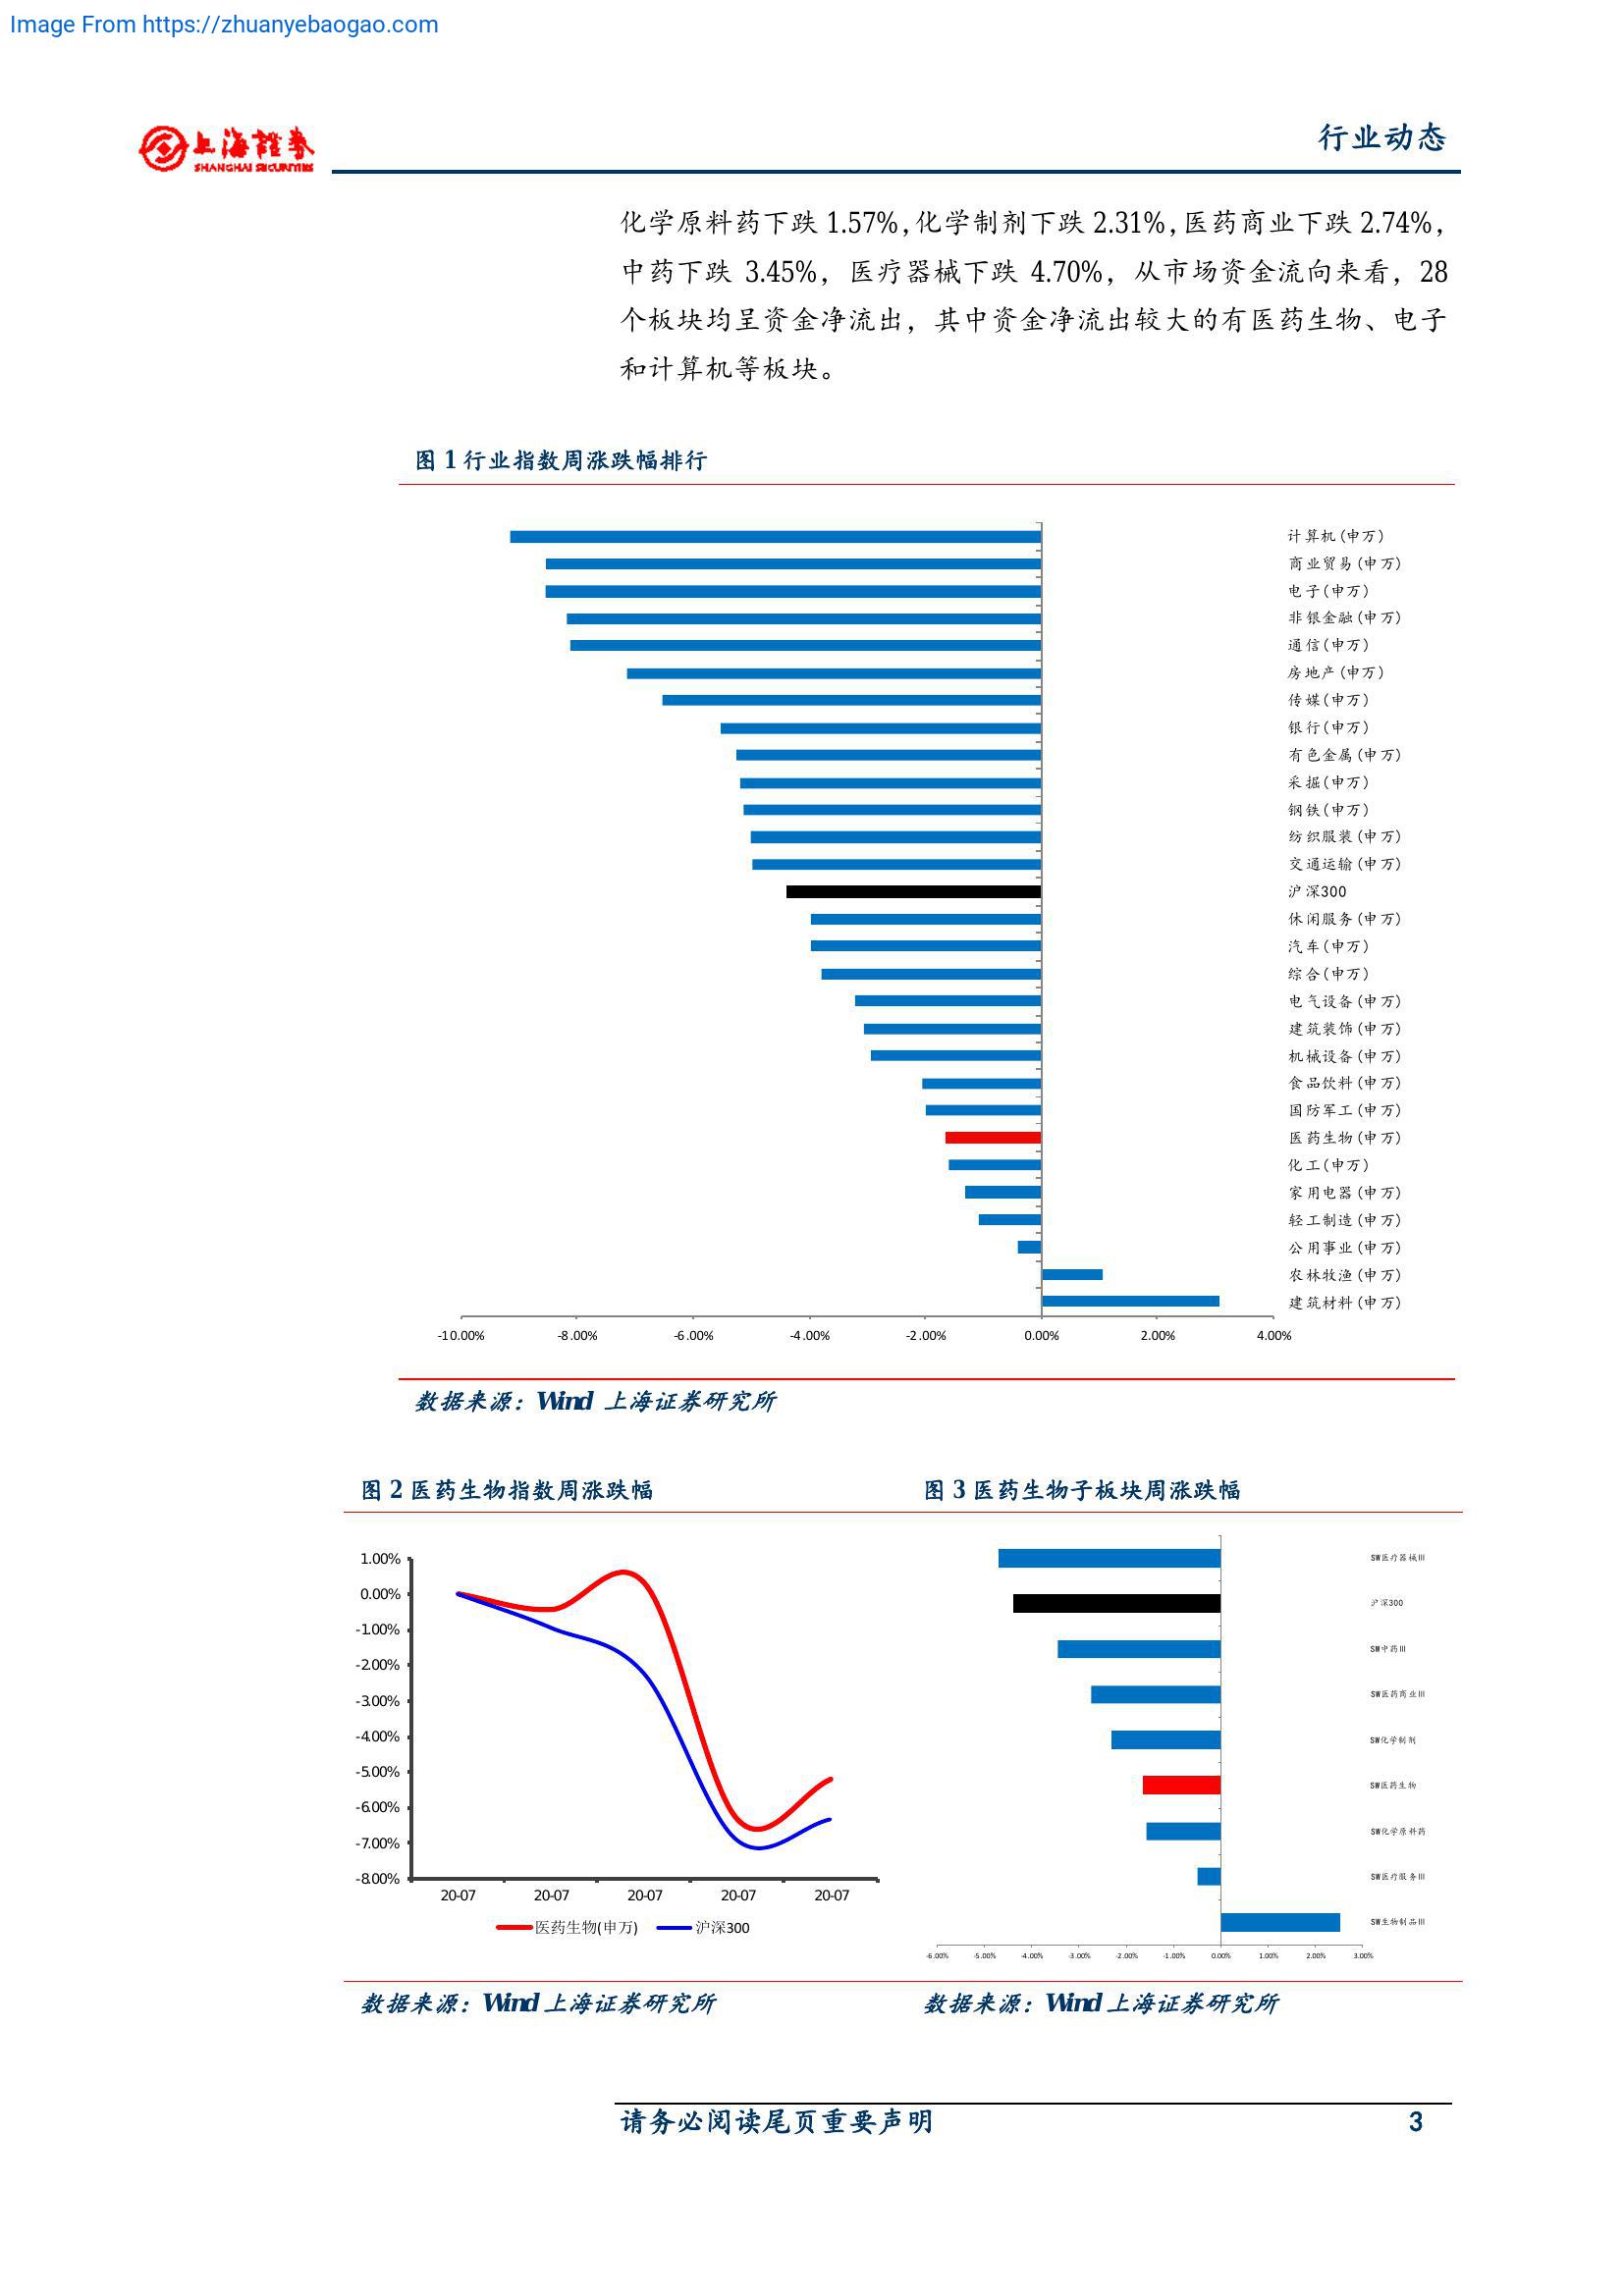 Image From https://zhuanyebaogao.com
上海證券
SHANGHAI SECURITIES
行业动态
化学原料药下跌 1.57%，化学制剂下跌 2.31%，医药商业下跌 2.74%，
中药下跌 3.45%，医疗器械下跌 4.70%，从市场资金流向来看，28
个板块均呈资金净流出，其中资金净流出较大的有医药生物、电子
和计算机等板块。
图 1 行业指数周涨跌幅排行
计算机(申万)
商业贸易(申万)
电子(申万)
非银金融(申万)
通信(申万)
房地产(申万)
传媒(申万)
银行(申万)
有色金属(申万)
采掘(申万)
钢铁(申万)
纺织服装(申万)
交通运输(申万)
沪深300
休闲服务(申万)
汽车(申万)
综合(申万)
电气设备(申万)
建筑装饰(申万)
机械设备(申万)
食品饮料(申万)
国防军工(申万)
医药生物(申万)
化工(申万)
家用电器(申万)
轻工制造(申万)
公用事业(申万)
农林牧渔(申万)
建筑材料(申万)
-10.00% -8.00% -6.00% -4.00% -2.00% 0.00% 2.00% 4.00%
数据来源：Wind 上海证券研究所
图 2 医药生物指数周涨跌幅
1.00%
0.00%
-1.00%
-2.00%
-3.00%
-4.00%
-5.00%
-6.00%
-7.00%
-8.00%
20-07 20-07 20-07 20-07 20-07
医药生物(申万) 沪深300
数据来源：Wind 上海证券研究所
图 3 医药生物子板块周涨跌幅
SW医疗器械III
沪深300
SW中药III
SW医药商业III
SW化学制剂
SW医药生物
SW化学原料药
SW医疗服务III
SW生物制品III
-6.00% -5.00% -4.00% -3.00% -2.00% -1.00% 0.00% 1.00% 2.00% 3.00%
数据来源：Wind 上海证券研究所
请务必阅读尾页重要声明 3